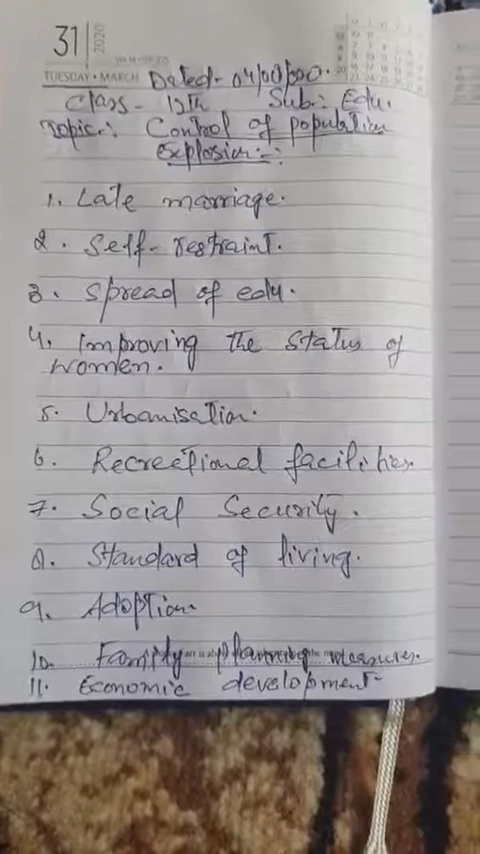 31
2020
TUESDAY • MARCH Dated- 04/08/020.
Class- 12th Sub:- Edu.
Topic:- Control of population
explosion:-
1. Late marriage.
2. Self- restraint.
3. Spread of edu.
4. Improving the status of
women.
5. Urbanisation.
6. Recreational facilities.
7. Social Security.
8. Standard of living.
9. Adoption
10. Family planning measures.
11. Economic development